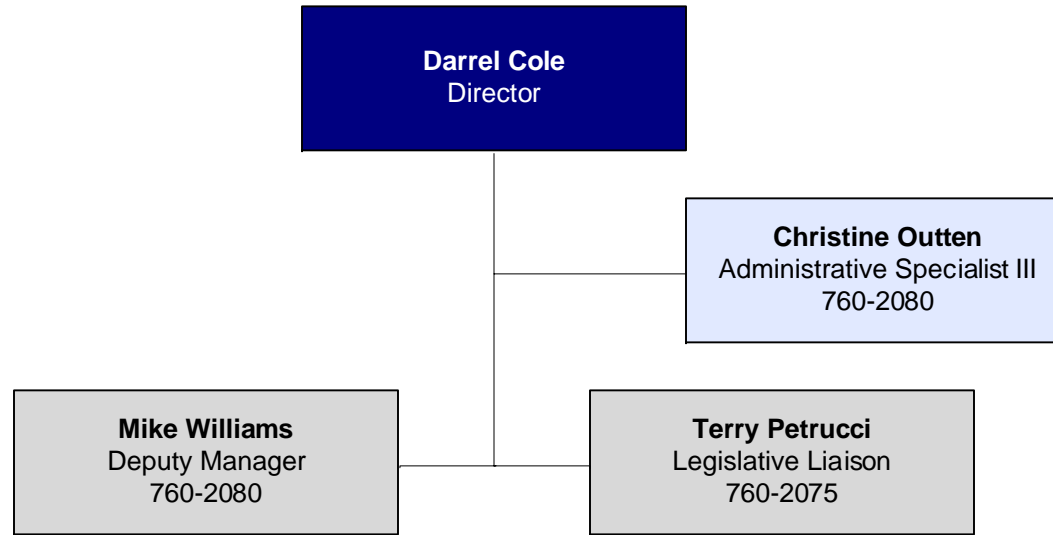 Darrel Cole
Director
Christine Outten
Administrative Specialist III
760-2080
Mike Williams
Deputy Manager
760-2080
Terry Petrucci
Legislative Liaison
760-2075